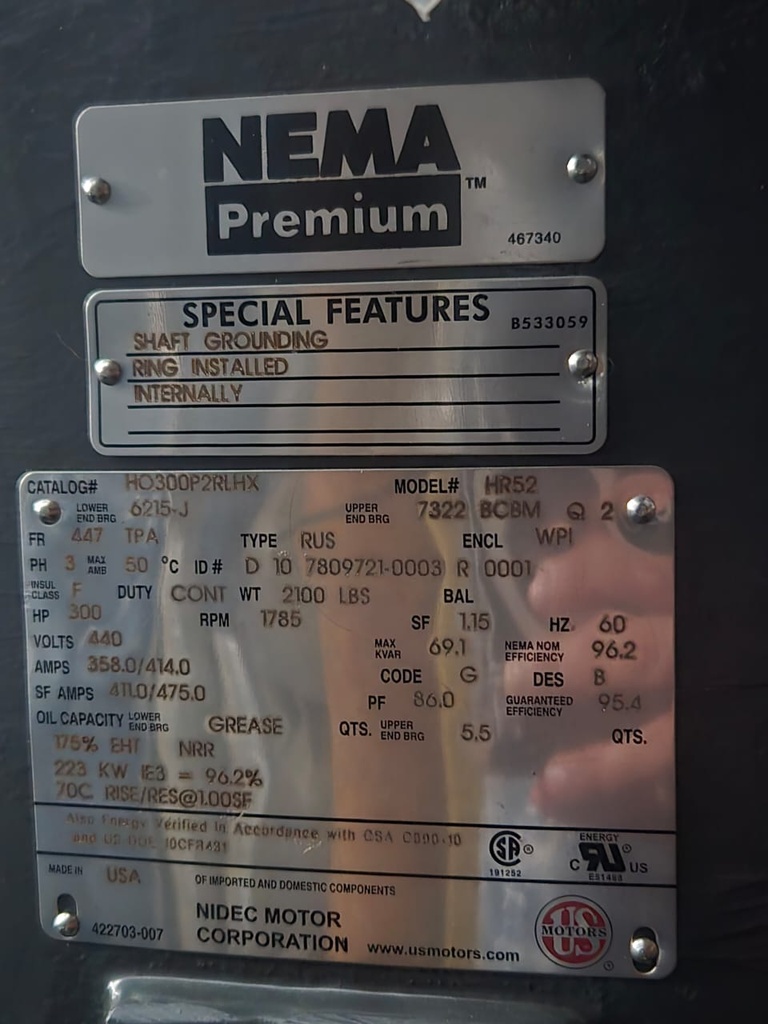 NEMA
Premium ™
467340
SPECIAL FEATURES B533059
SHAFT GROUNDING
RING INSTALLED
INTERNALLY
CATALOG# HO300P2RLHX MODEL# HR52
LOWER END BRG 6215-J UPPER END BRG 7322 BCBM Q 2
FR 447 TPA TYPE RUS ENCL WPI
PH 3 MAX AMB 50 °C ID# D 10 7809721-0003 R 0001
INSUL CLASS F DUTY CONT WT 2100 LBS BAL
HP 300 RPM 1785 SF 1.15 HZ 60
VOLTS 440 MAX KVAR 69.1 NEMA NOM EFFICIENCY 96.2
AMPS 358.0/414.0 CODE G DES B
SF AMPS 411.0/475.0 PF 86.0 GUARANTEED EFFICIENCY 95.4
OIL CAPACITY LOWER END BRG GREASE QTS. UPPER END BRG 5.5 QTS.
175% EHT NRR
223 KW IE3 = 96.2%
70C RISE/RES@1.00SF
Also Energy Verified in Accordance with CSA C390-10
and US DOE 10CFR431
SA ® 191252
ENERGY
C RU ® US
MADE IN USA OF IMPORTED AND DOMESTIC COMPONENTS
422703-007 NIDEC MOTOR
CORPORATION www.usmotors.com
US
MOTORS ®